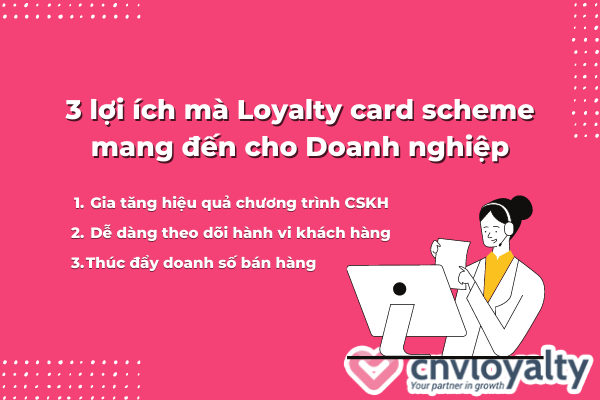 3 lợi ích mà Loyalty card scheme
mang đến cho Doanh nghiệp
1. Gia tăng hiệu quả chương trình CSKH
2. Dễ dàng theo dõi hành vi khách hàng
3.Thúc đẩy doanh số bán hàng
cnvloyalty
Your partner in growth